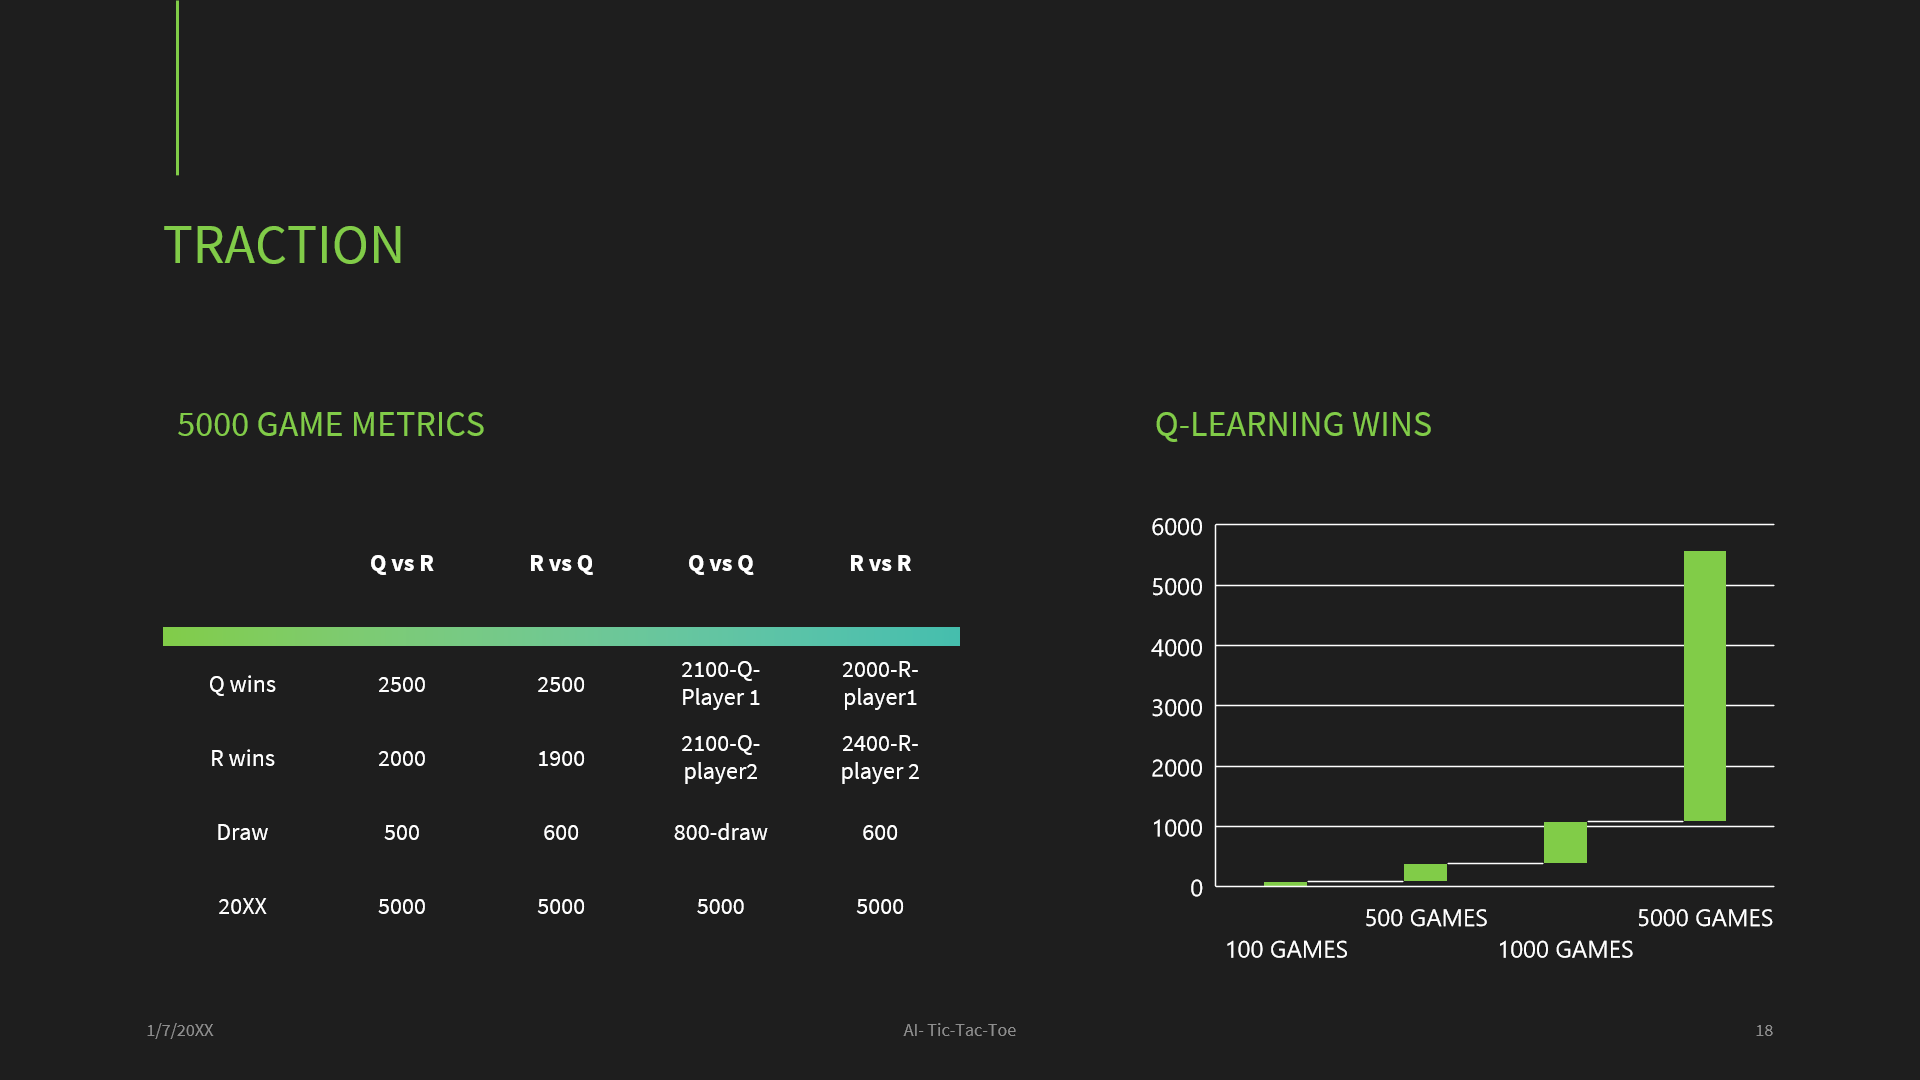 TRACTION
5000 GAME METRICS
Q vs R R vs Q Q vs Q R vs R
Q wins 2500 2500 2100-Q-Player 1 2000-R-player1
R wins 2000 1900 2100-Q-player2 2400-R-player 2
Draw 500 600 800-draw 600
20XX 5000 5000 5000 5000
Q-LEARNING WINS
6000
5000
4000
3000
2000
1000
0
100 GAMES
500 GAMES
1000 GAMES
5000 GAMES
1/7/20XX
AI- Tic-Tac-Toe
18